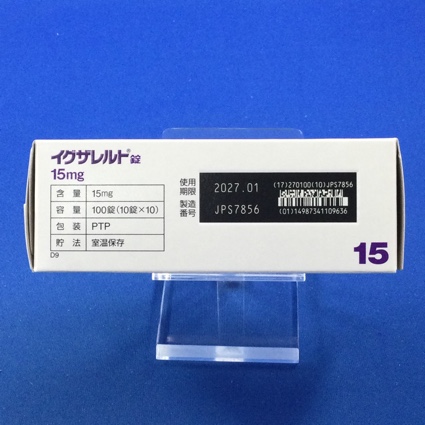 イグザレルト®錠
15mg
含 量 15mg
容 量 100錠(10錠×10)
包 装 PTP
貯 法 室温保存
D9
使用
期限 2027.01
製造
番号 JPS7856
(17)270100(10)JPS7856
(01)14987341109636
15